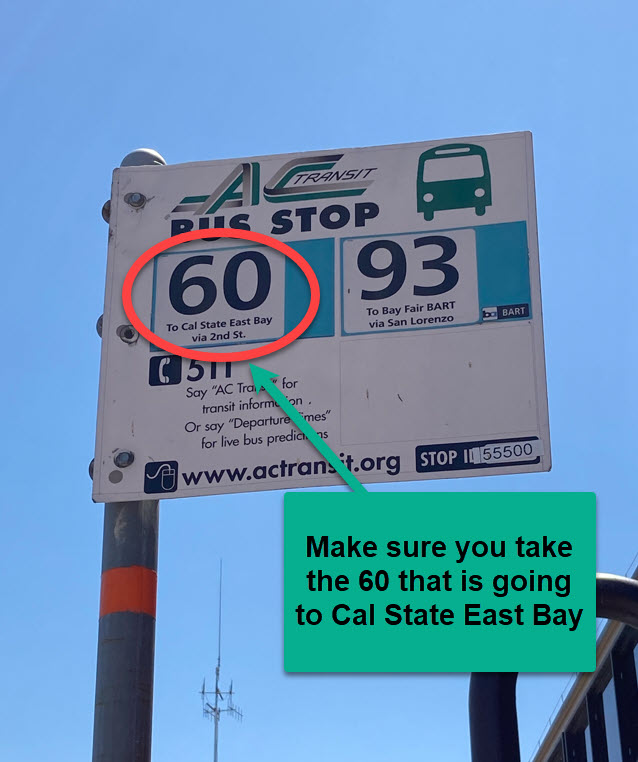 AC TRANSIT
BUS STOP
60
To Cal State East Bay
via 2nd St.
93
To Bay Fair BART
via San Lorenzo
ba BART
511
Say "AC Transit" for
transit information .
Or say "Departure Times"
for live bus predictions
www.actransit.org
STOP ID 55500
Make sure you take
the 60 that is going
to Cal State East Bay